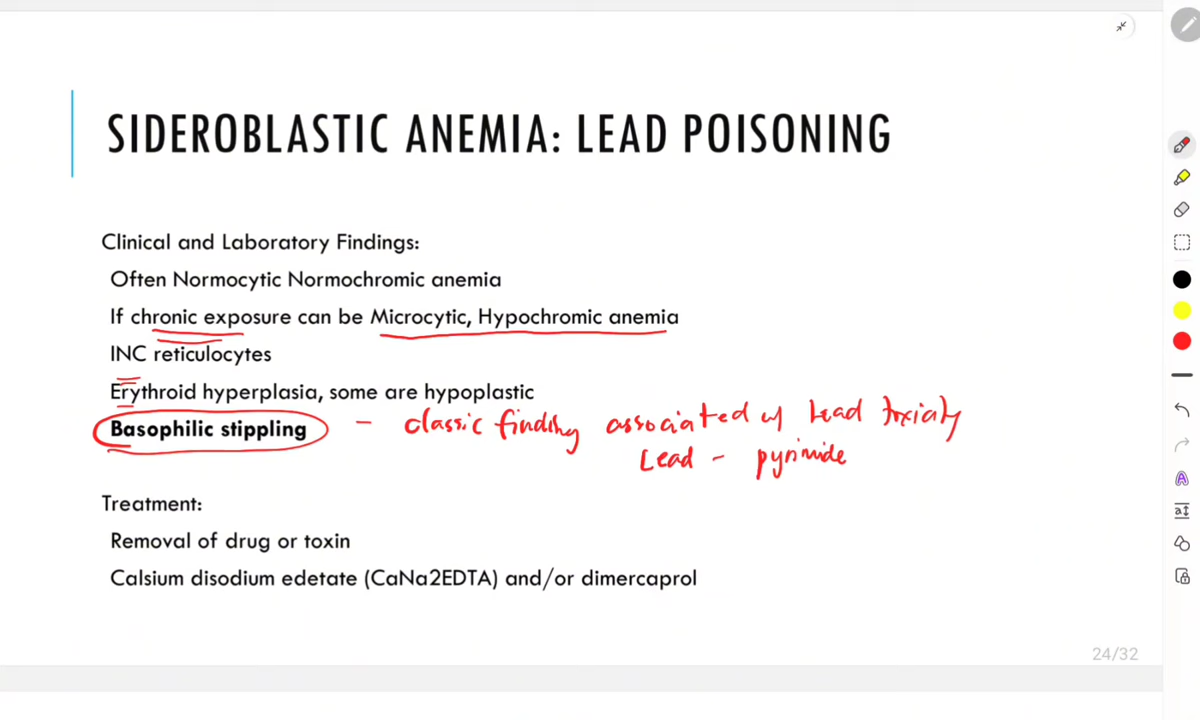 SIDEROBLASTIC ANEMIA: LEAD POISONING
Clinical and Laboratory Findings:
Often Normocytic Normochromic anemia
If chronic exposure can be Microcytic, Hypochromic anemia
INC reticulocytes
Erythroid hyperplasia, some are hypoplastic
Basophilic stippling - classic finding associated w/ lead toxicity
Lead - pyrimide
Treatment:
Removal of drug or toxin
Calsium disodium edetate (CaNa2EDTA) and/or dimercaprol
24/32